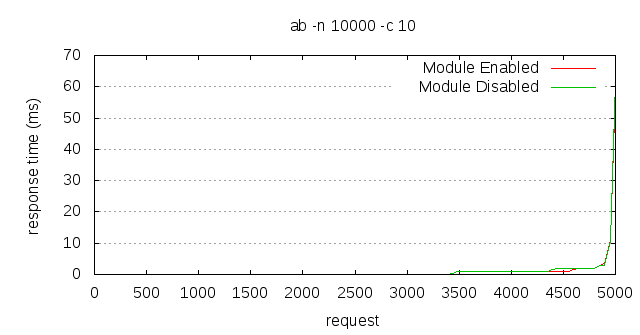 ab -n 10000 -c 10
70
60
50
40
30
20
10
0
response time (ms)
Module Enabled
Module Disabled
0 500 1000 1500 2000 2500 3000 3500 4000 4500 5000
request